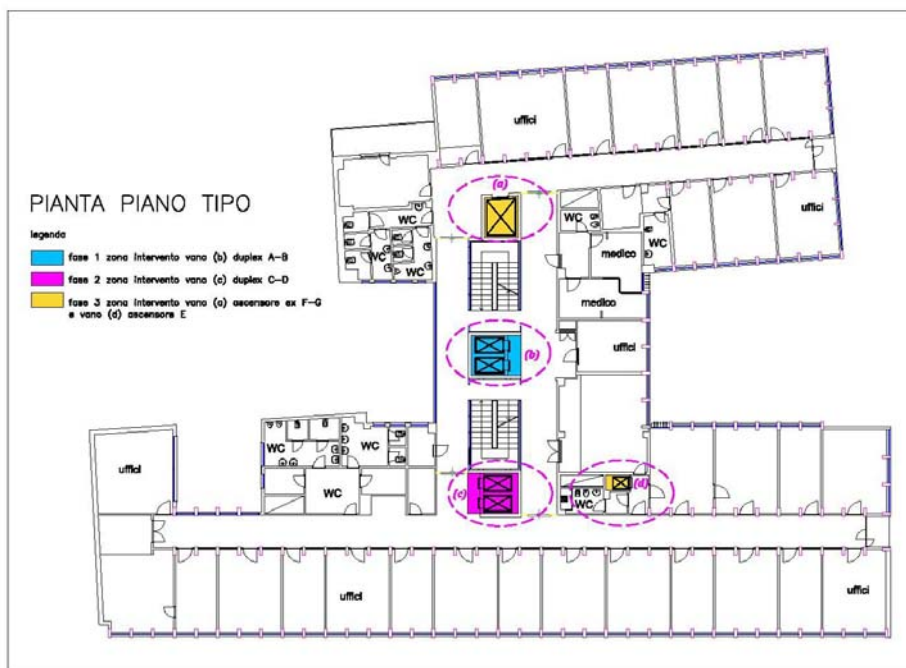 uffici
(a)
PIANTA PIANO TIPO
WC
WC
uffici
legenda
WC
medico
WC
fase 1 zona intervento vano (b) duplex A-B
WC
fase 2 zona intervento vano (c) duplex C-D
medico
fase 3 zona intervento vano (a) ascensore ex F-G
e vano (d) ascensore E
(b)
uffici
WC
WC
uffici
(d)
(c)
WC
WC
uffici
uffici